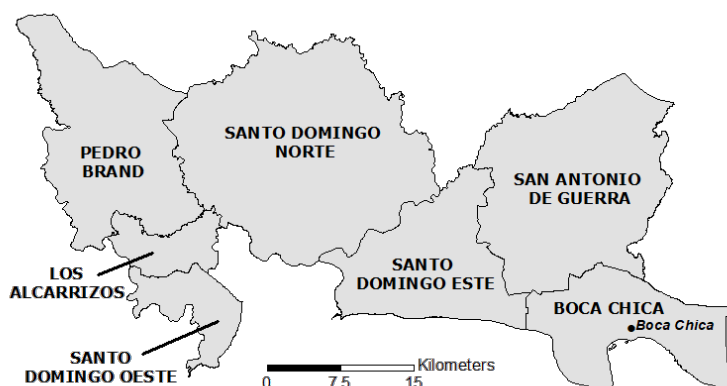 SANTO DOMINGO
NORTE
PEDRO
BRAND
SAN ANTONIO
DE GUERRA
LOS
ALCARRIZOS
SANTO
DOMINGO ESTE
BOCA CHICA
Boca Chica
SANTO
DOMINGO OESTE
Kilometers
0 7.5 15